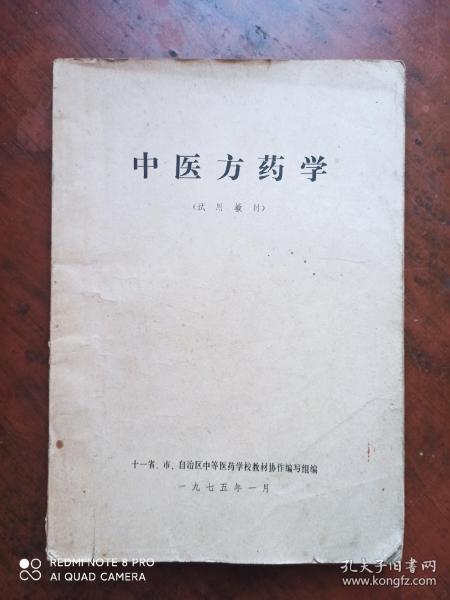 中医方药学
(试用教材)
十一省、市、自治区中等医药学校教材协作编写组编
一九七五年一月
REDMI NOTE 8 PRO
AI QUAD CAMERA
孔夫子旧书网
www.kongfz.com